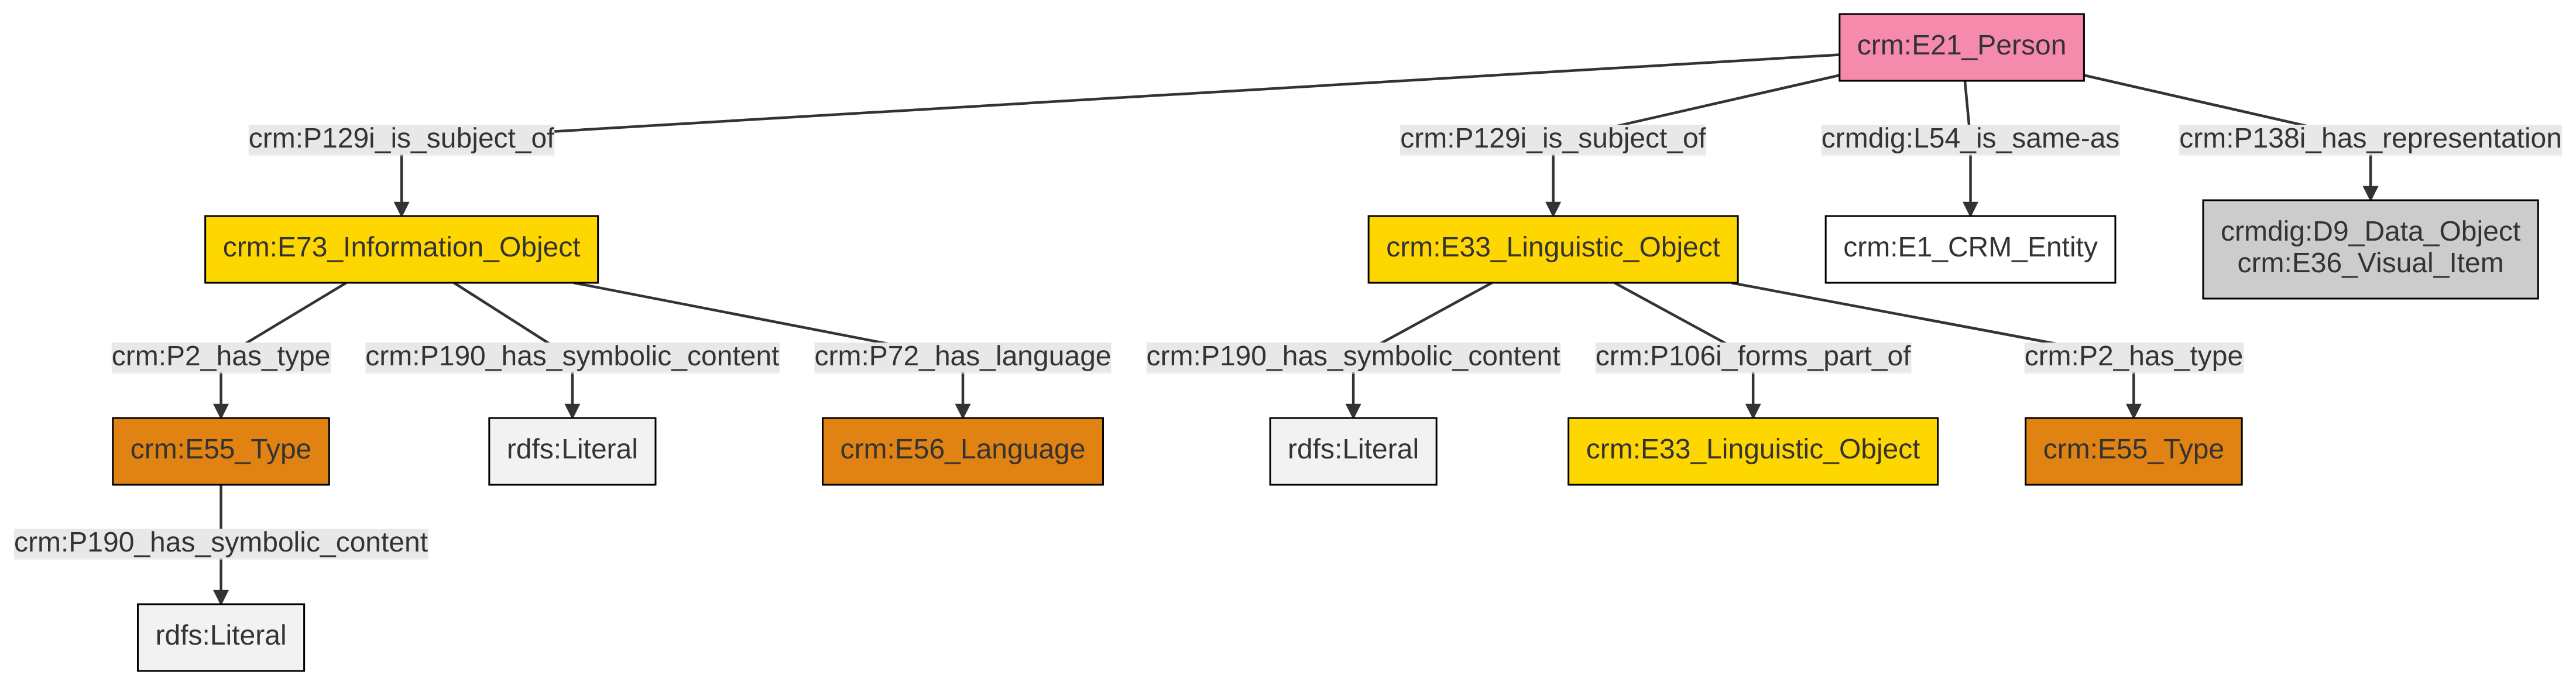 crm:E21_Person
crm:P129i_is_subject_of
crm:P129i_is_subject_of
crmdig:L54_is_same-as
crm:P138i_has_representation
crm:E73_Information_Object
crm:E33_Linguistic_Object
crm:E1_CRM_Entity
crmdig:D9_Data_Object
crm:E36_Visual_Item
crm:P2_has_type
crm:P190_has_symbolic_content
crm:P72_has_language
crm:P190_has_symbolic_content
crm:P106i_forms_part_of
crm:P2_has_type
crm:E55_Type
rdfs:Literal
crm:E56_Language
rdfs:Literal
crm:E33_Linguistic_Object
crm:E55_Type
crm:P190_has_symbolic_content
rdfs:Literal